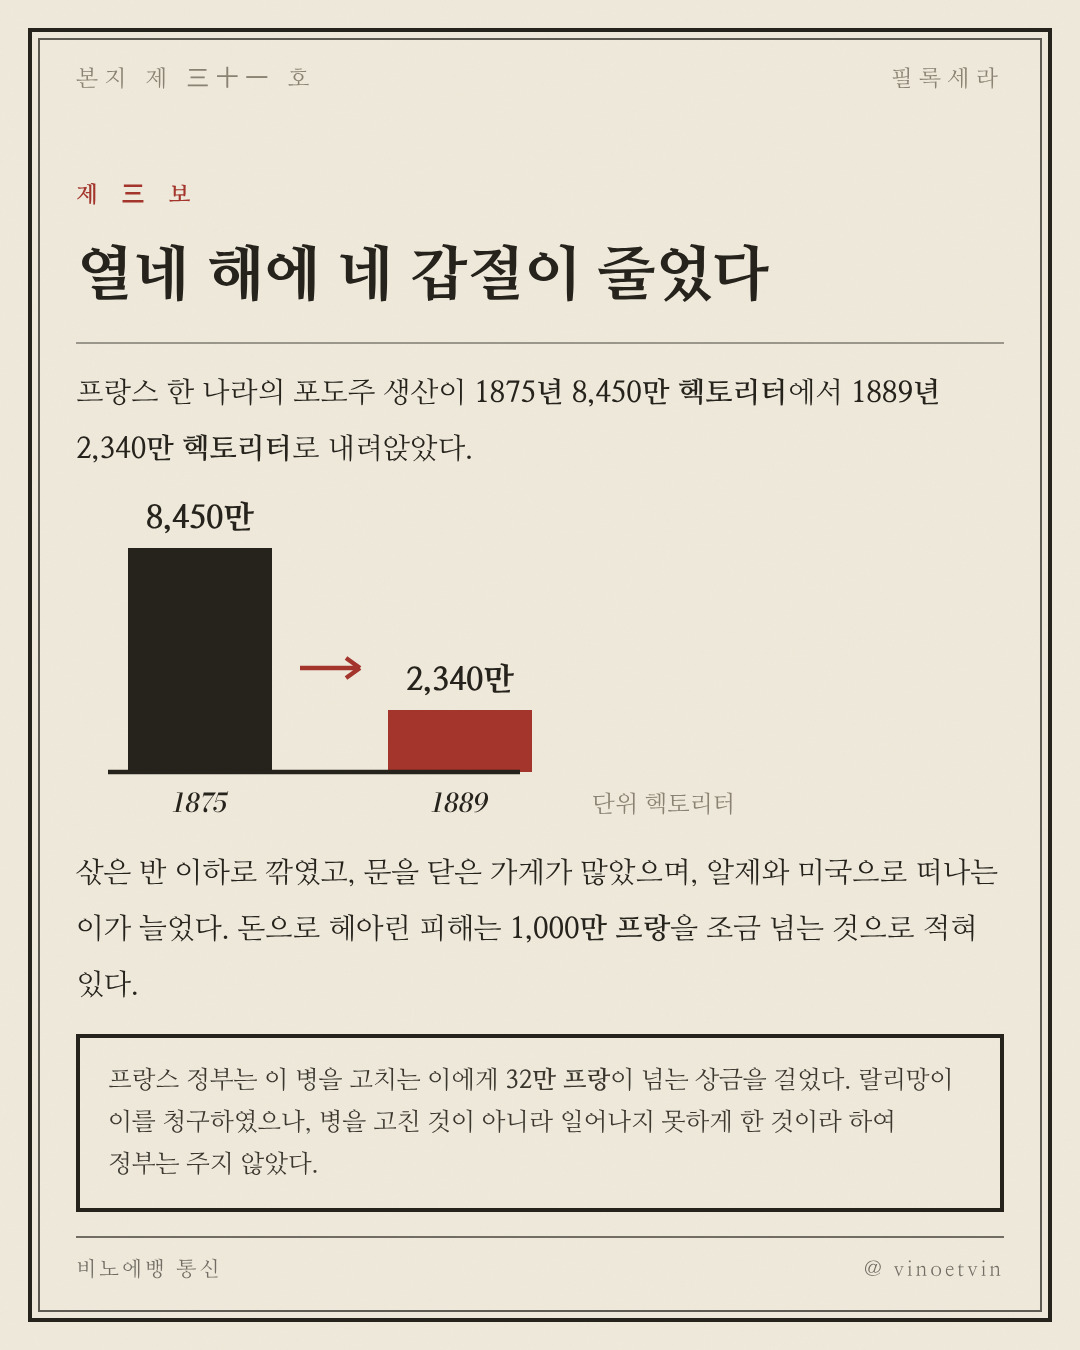 본지 제 三十一 호
필록세라
제 三 보
열네 해에 네 갑절이 줄었다
프랑스 한 나라의 포도주 생산이 1875년 8,450만 헥토리터에서 1889년
2,340만 헥토리터로 내려앉았다.
8,450만
2,340만
1875
1889
단위 헥토리터
삯은 반 이하로 깎였고, 문을 닫은 가게가 많았으며, 알제와 미국으로 떠나는
이가 늘었다. 돈으로 헤아린 피해는 1,000만 프랑을 조금 넘는 것으로 적혀
있다.
프랑스 정부는 이 병을 고치는 이에게 32만 프랑이 넘는 상금을 걸었다. 랄리망이
이를 청구하였으나, 병을 고친 것이 아니라 일어나지 못하게 한 것이라 하여
정부는 주지 않았다.
비노에뱅 통신
@ vinoetvin